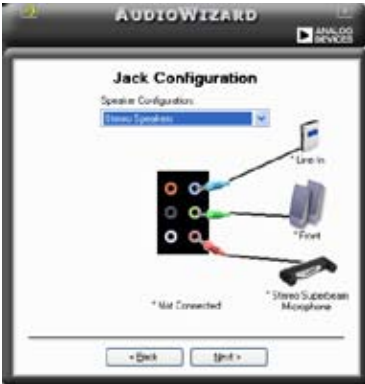 AUDIOWIZARD
ANALOG
DEVICES
Jack Configuration
Speaker Configuration:
Stereo Speakers
* Line In
* Front
* Stereo Superbeam
Microphone
* Not Connected
< Back
Next >